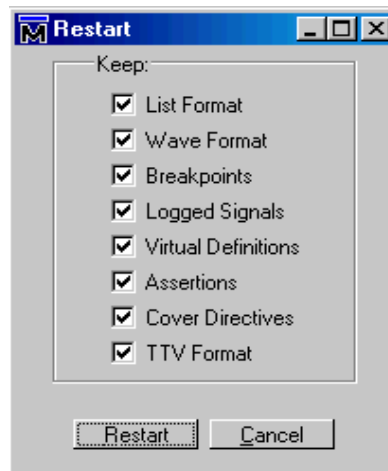 Restart
Keep:
List Format
Wave Format
Breakpoints
Logged Signals
Virtual Definitions
Assertions
Cover Directives
TTV Format
Restart Cancel